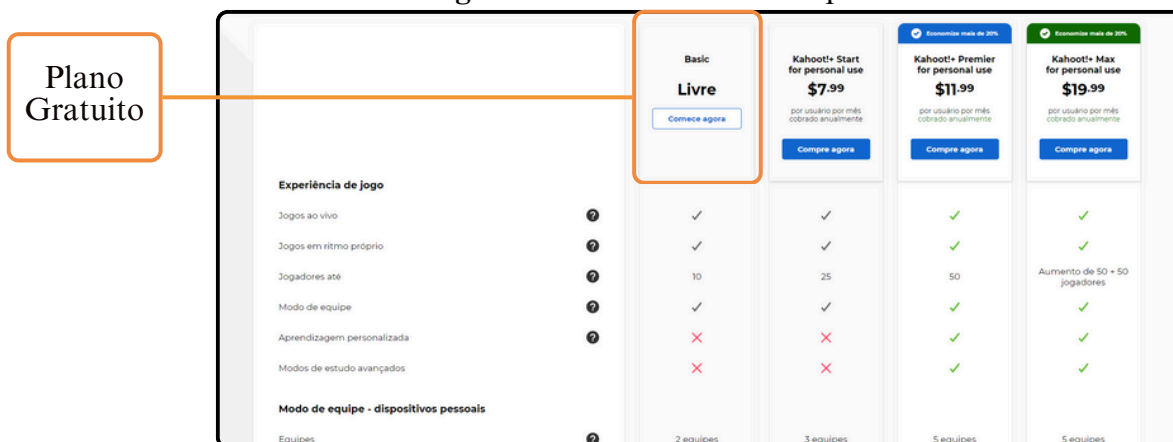 Plano
Gratuito
Economize mais de 20% Economize mais de 20%
Basic Kahoot!+ Start for personal use Kahoot!+ Premier for personal use Kahoot!+ Max for personal use
Livre $7.99 $11.99 $19.99
por usuário por mês cobrado anualmente por usuário por mês cobrado anualmente por usuário por mês cobrado anualmente
Comece agora Compre agora Compre agora Compre agora
Experiência de jogo
Jogos ao vivo ?
Jogos em ritmo próprio ?
Jogadores até ? 10 25 50 Aumento de 50 + 50 jogadores
Modo de equipe ?
Aprendizagem personalizada ?
Modos de estudo avançados
Modo de equipe - dispositivos pessoais
Equipes ? 2 equipes 3 equipes 5 equipes 5 equipes